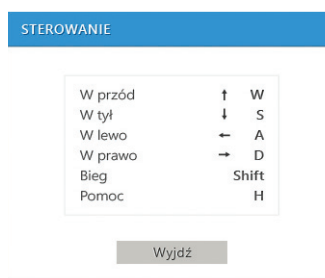 STEROWANIE
W przód ↑ W
W tył ↓ S
W lewo ← A
W prawo → D
Bieg Shift
Pomoc H
Wyjdź